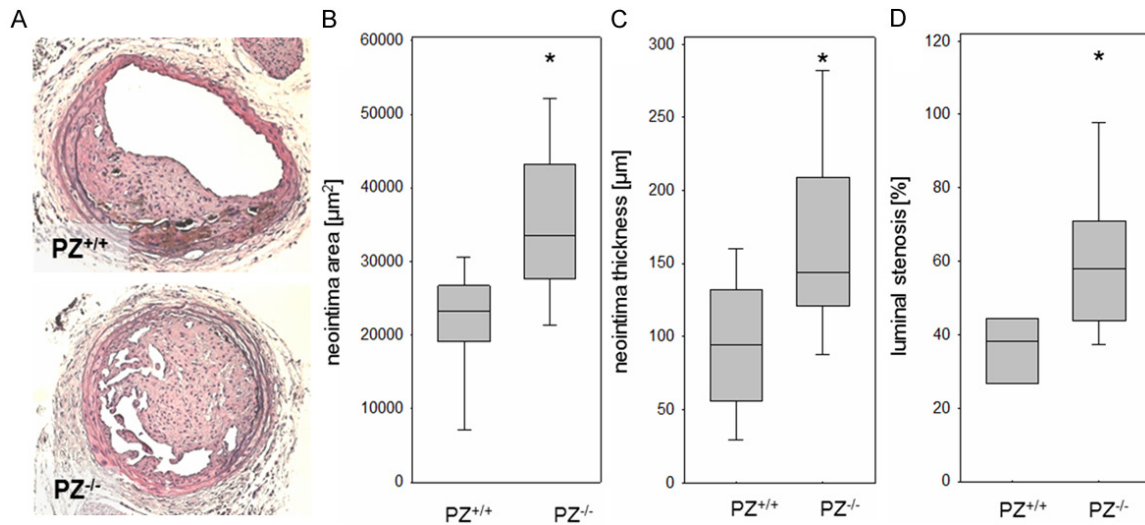 A
PZ+/+
PZ-/-
B
neointima area [µm²]
60000
50000
40000
30000
20000
10000
0
*
PZ+/+ PZ-/-
C
neointima thickness [µm]
300
250
200
150
100
50
0
*
PZ+/+ PZ-/-
D
luminal stenosis [%]
120
100
80
60
40
20
0
*
PZ+/+ PZ-/-